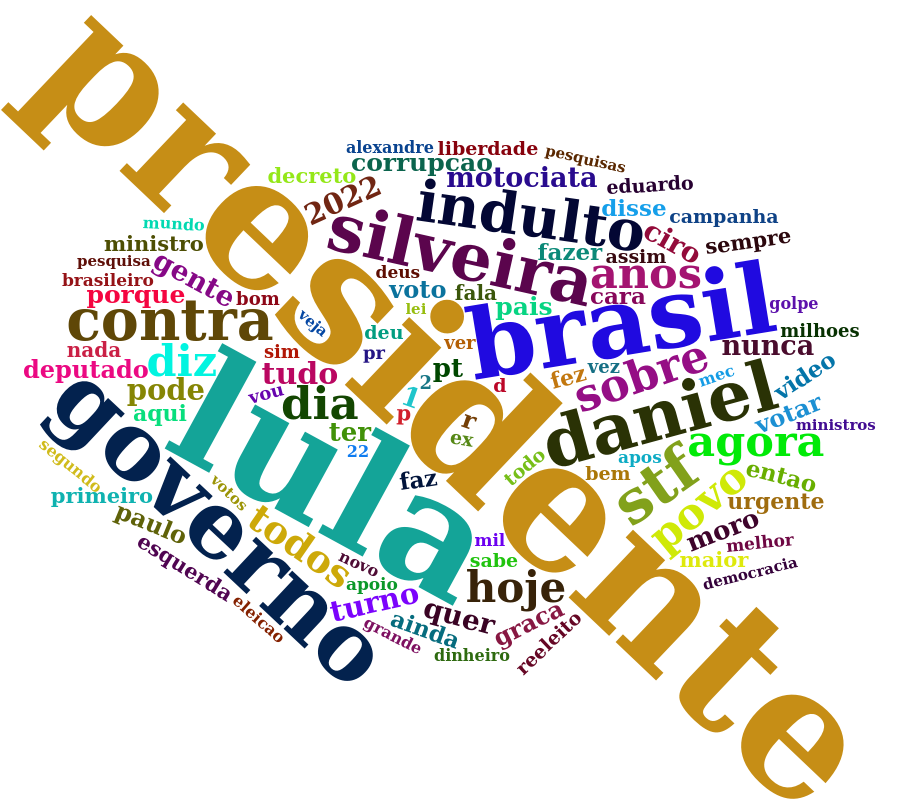 presidente
alexandre
liberdade
pesquisas
corrupcao
decreto
motociata
eduardo
2022
indulto
disse
campanha
mundo
silveira
ciro
sempre
ministro
fazer
assim
pesquisa
gente
deus
anos
brasileiro
voto
fala
cara
brasil
porque
bom
lei
pais
golpe
contra
veja
deu
ver
milhoes
nada
diz
sim
pr
nunca
deputado
tudo
pt
fez
vez
sobre
mec
video
pode
vou
dia
1
2
d
daniel
votar
aqui
lula
p
r
ministros
governo
ter
ex
agora
22
todo
apos
stf
segundo
votos
faz
bem
povo
entao
primeiro
urgente
paulo
todos
moro
esquerda
mil
melhor
novo
sabe
maior
apoio
hoje
democracia
eleicao
turno
quer
graca
grande
ainda
reeleito
dinheiro